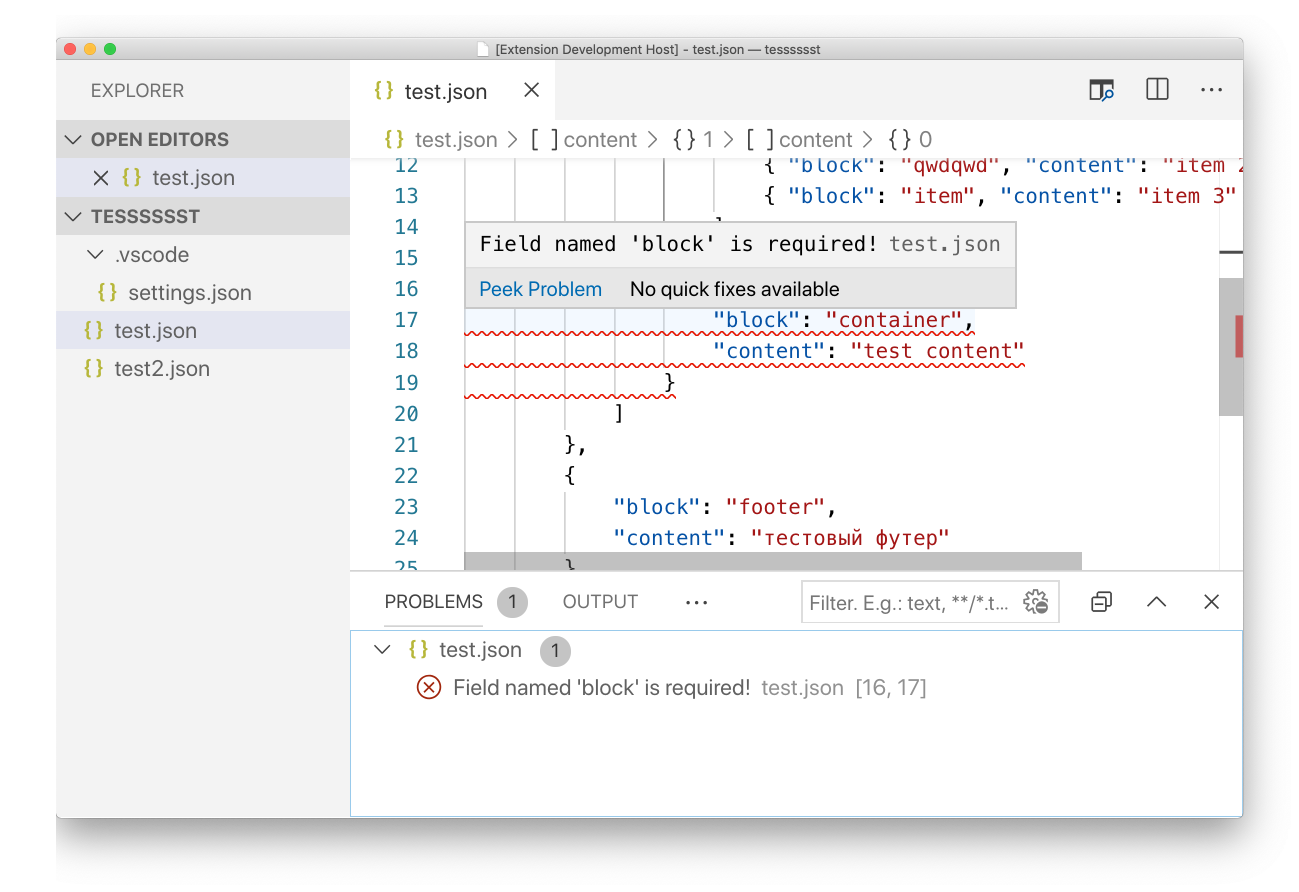 [Extension Development Host] - test.json — tesssssst
EXPLORER
OPEN EDITORS
{} test.json
TESSSSSST
.vscode
{} settings.json
{} test.json
{} test2.json
{} test.json
{} test.json > [ ] content > {} 1 > [ ] content > {} 0
12 { "block": "qwdqwd", "content": "item 2
13 { "block": "item", "content": "item 3"
14
15
16
Field named 'block' is required! test.json
Peek Problem No quick fixes available
17 "block": "container",
18 "content": "test content"
19 }
20 ]
21 },
22 {
23 "block": "footer",
24 "content": "тестовый футер"
25 }
PROBLEMS 1 OUTPUT ... Filter. E.g.: text, **/*.t...
{} test.json 1
Field named 'block' is required! test.json [16, 17]